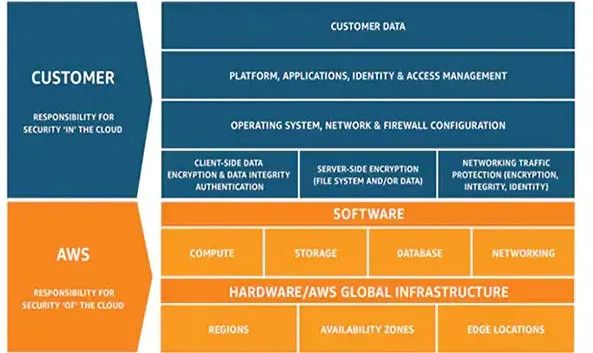 CUSTOMER
RESPONSIBILITY FOR
SECURITY 'IN' THE CLOUD
CUSTOMER DATA
PLATFORM, APPLICATIONS, IDENTITY & ACCESS MANAGEMENT
OPERATING SYSTEM, NETWORK & FIREWALL CONFIGURATION
CLIENT-SIDE DATA
ENCRYPTION & DATA INTEGRITY
AUTHENTICATION
SERVER-SIDE ENCRYPTION
(FILE SYSTEM AND/OR DATA)
NETWORKING TRAFFIC
PROTECTION (ENCRYPTION,
INTEGRITY, IDENTITY)
AWS
RESPONSIBILITY FOR
SECURITY 'OF' THE CLOUD
SOFTWARE
COMPUTE
STORAGE
DATABASE
NETWORKING
HARDWARE/AWS GLOBAL INFRASTRUCTURE
REGIONS
AVAILABILITY ZONES
EDGE LOCATIONS